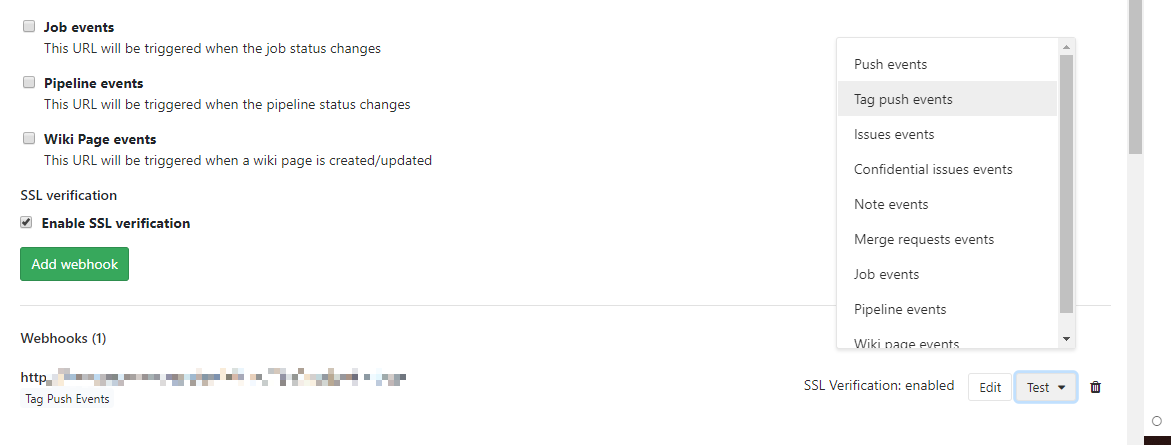 Job events
This URL will be triggered when the job status changes
Pipeline events
This URL will be triggered when the pipeline status changes
Wiki Page events
This URL will be triggered when a wiki page is created/updated
SSL verification
Enable SSL verification
Add webhook
Push events
Tag push events
Issues events
Confidential issues events
Note events
Merge requests events
Job events
Pipeline events
Wiki page events
Webhooks (1)
http
Tag Push Events
SSL Verification: enabled
Edit
Test